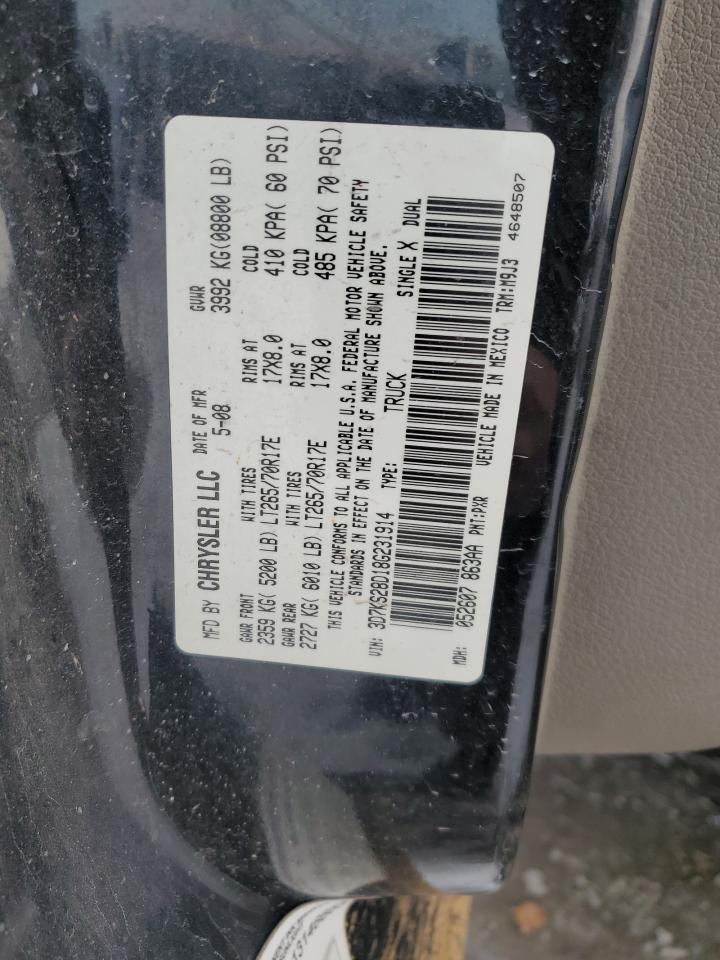 MFD BY CHRYSLER LLC DATE OF MFR 5-08 GVWR 3992 KG(08800 LB)
GAWR FRONT WITH TIRES RIMS AT COLD
2359 KG( 5200 LB) LT265/70R17E 17X8.0 410 KPA( 60 PSI)
GAWR REAR WITH TIRES RIMS AT COLD
2727 KG( 6010 LB) LT265/70R17E 17X8.0 485 KPA( 70 PSI)
THIS VEHICLE CONFORMS TO ALL APPLICABLE U.S.A. FEDERAL MOTOR VEHICLE SAFETY
STANDARDS IN EFFECT ON THE DATE OF MANUFACTURE SHOWN ABOVE.
VIN: 3D7KS28D18G231914 TYPE: TRUCK SINGLE X DUAL
MDH: 052607 863AA PNT:PXR VEHICLE MADE IN MEXICO TRM:M9J3 4648507